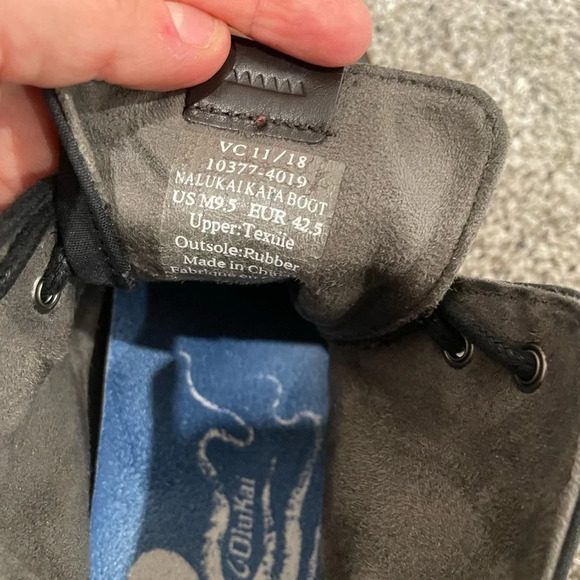 VC 11/18
10377-4019
NALUKAI KAPA BOOT
US M9.5 EUR 42.5
Upper:Textile
Outsole:Rubber
Made in China
OluKai